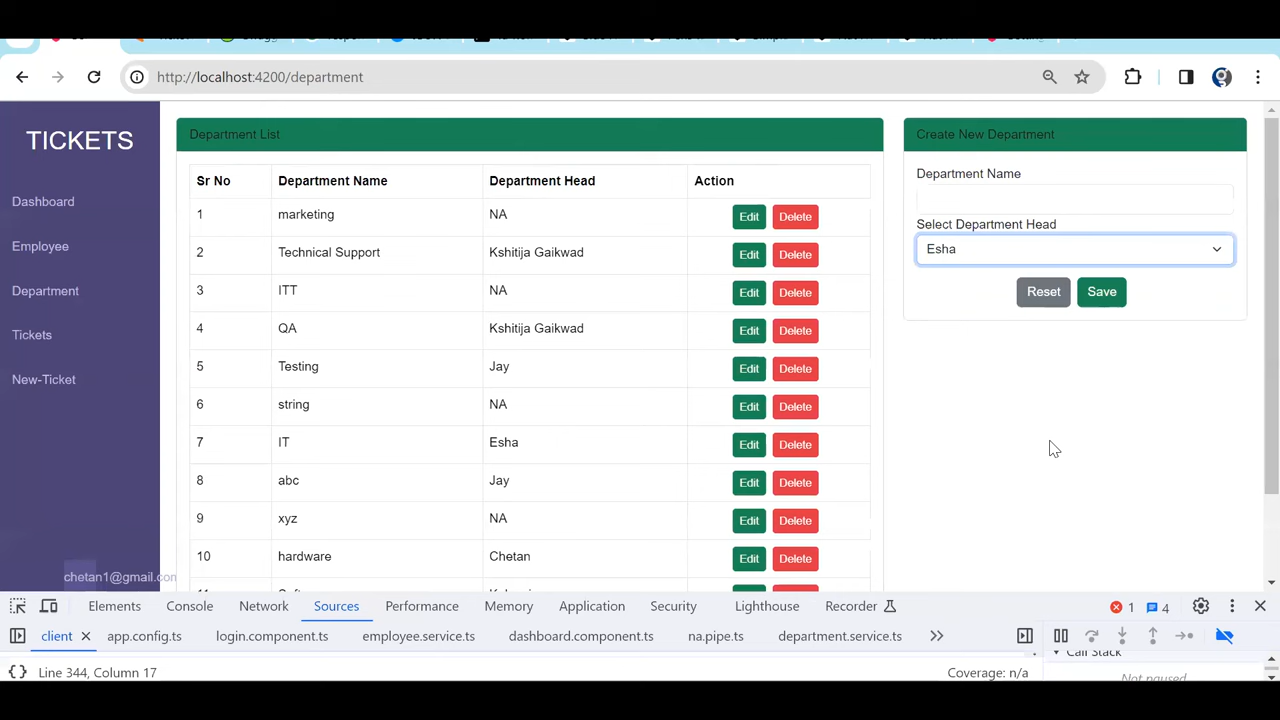 http://localhost:4200/department
TICKETS
Dashboard
Employee
Department
Tickets
New-Ticket
chetan1@gmail.com
Department List
Sr No Department Name Department Head Action
1 marketing NA Edit Delete
2 Technical Support Kshitija Gaikwad Edit Delete
3 ITT NA Edit Delete
4 QA Kshitija Gaikwad Edit Delete
5 Testing Jay Edit Delete
6 string NA Edit Delete
7 IT Esha Edit Delete
8 abc Jay Edit Delete
9 xyz NA Edit Delete
10 hardware Chetan Edit Delete
Create New Department
Department Name
Select Department Head
Esha
Reset Save
Elements Console Network Sources Performance Memory Application Security Lighthouse Recorder 1 4
client app.config.ts login.component.ts employee.service.ts dashboard.component.ts na.pipe.ts department.service.ts
Call Stack
Line 344, Column 17 Coverage: n/a
Not paused